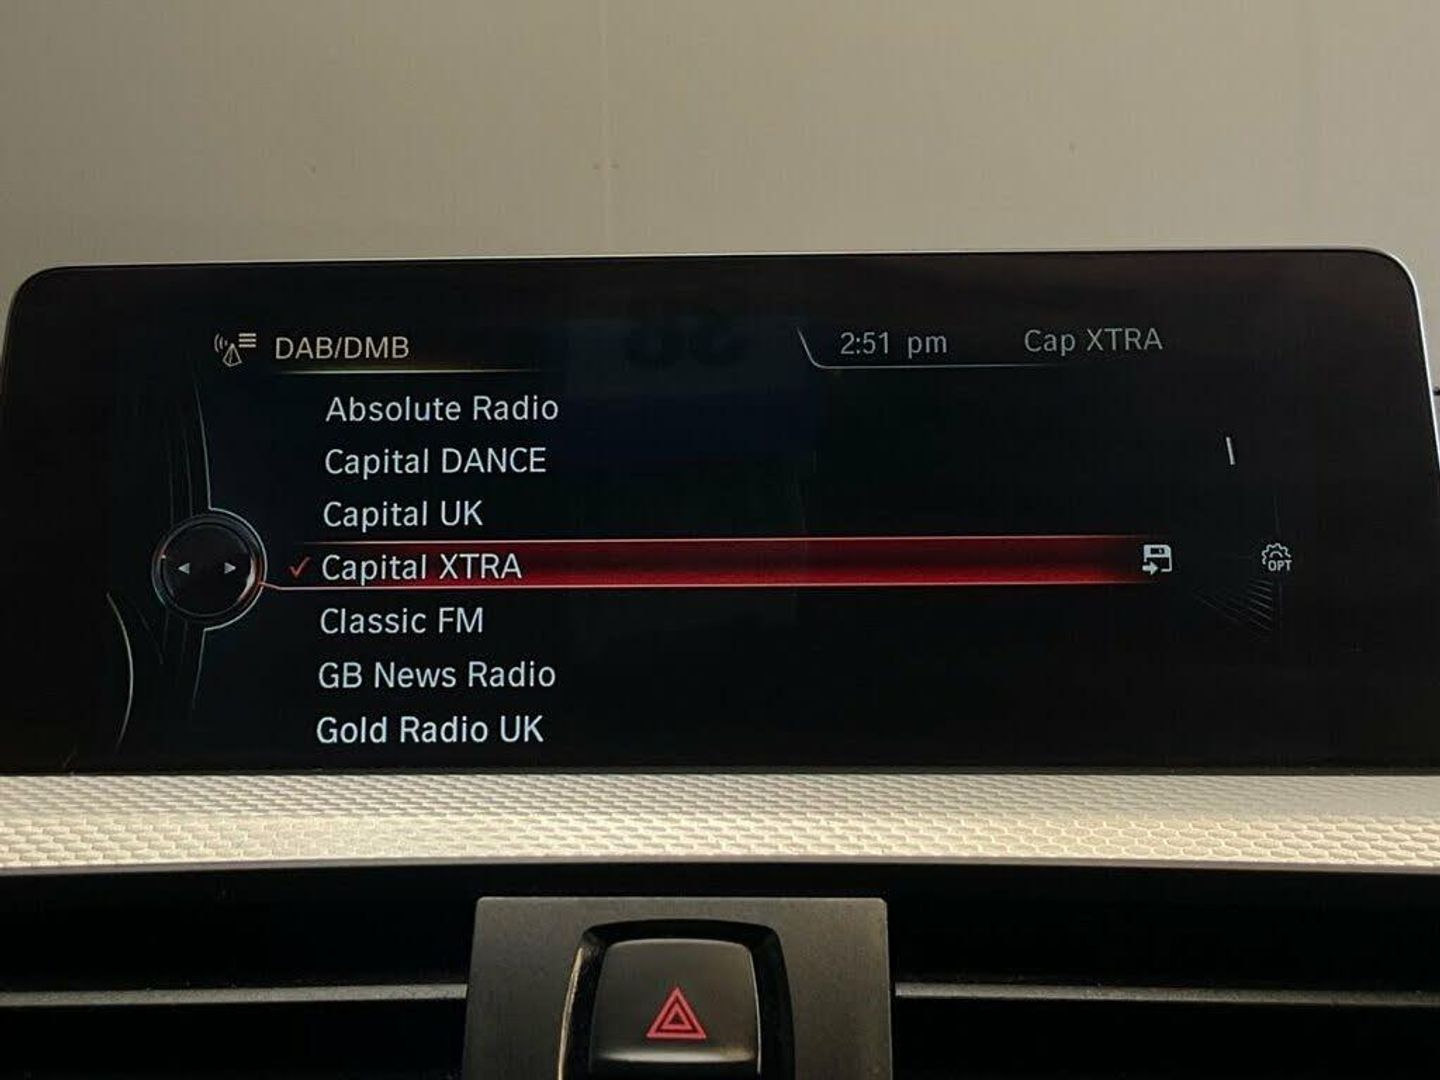 DAB/DMB
2:51 pm
Cap XTRA
Absolute Radio
Capital DANCE
Capital UK
✓ Capital XTRA
OPT
Classic FM
GB News Radio
Gold Radio UK